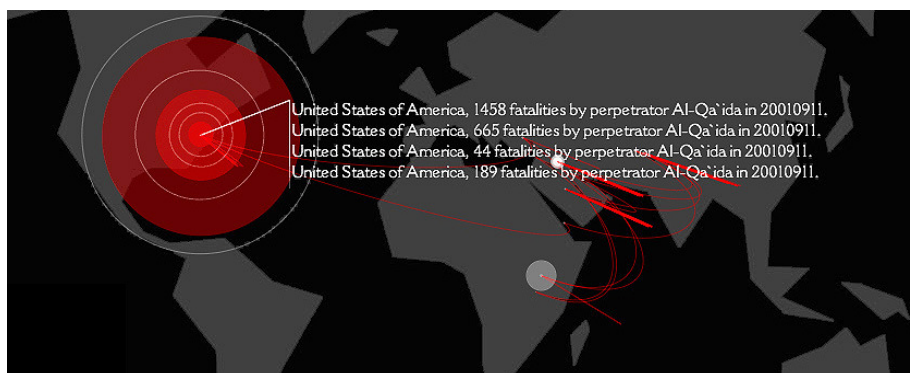 United States of America, 1458 fatalities by perpetrator Al-Qa`ida in 20010911.
United States of America, 665 fatalities by perpetrator Al-Qa`ida in 20010911.
United States of America, 44 fatalities by perpetrator Al-Qa`ida in 20010911.
United States of America, 189 fatalities by perpetrator Al-Qa`ida in 20010911.